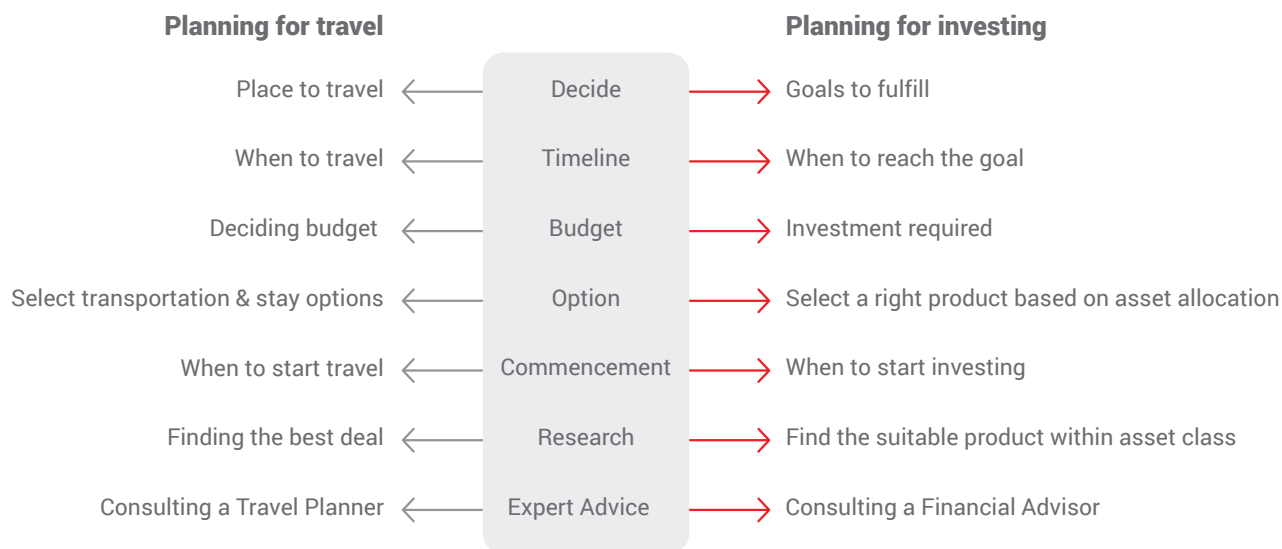 Planning for travel Planning for investing
Place to travel Decide Goals to fulfill
When to travel Timeline When to reach the goal
Deciding budget Budget Investment required
Select transportation & stay options Option Select a right product based on asset allocation
When to start travel Commencement When to start investing
Finding the best deal Research Find the suitable product within asset class
Consulting a Travel Planner Expert Advice Consulting a Financial Advisor